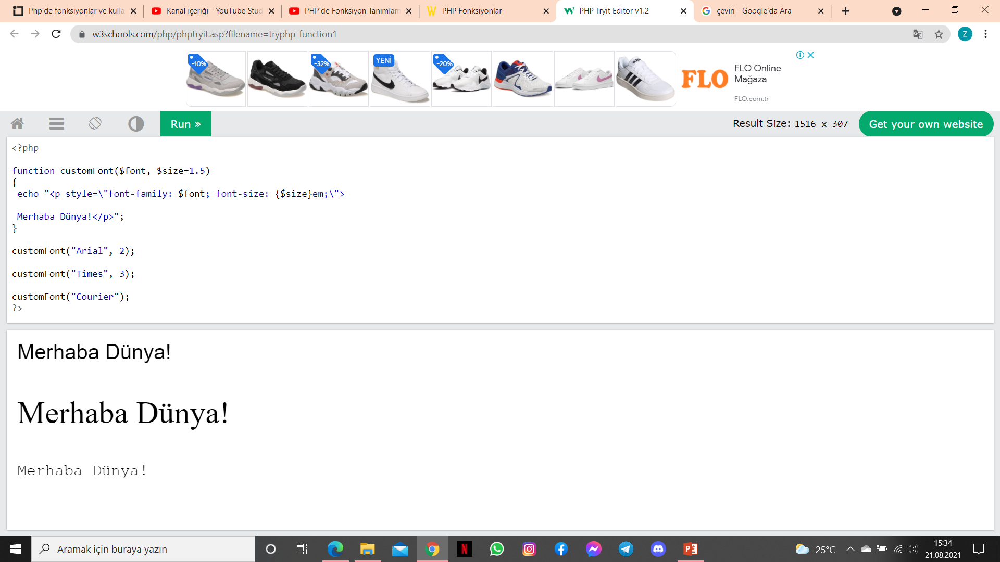 Php'de fonksiyonlar ve kulla
Kanal içeriği - YouTube Stud
PHP'de Fonksiyon Tanımlam
PHP Fonksiyonlar
PHP Tryit Editor v1.2
çeviri - Google'da Ara
w3schools.com/php/phptryit.asp?filename=tryphp_function1
Z
-10%
-32%
YENİ
-20%
FLO
FLO Online
Mağaza
FLO.com.tr
Run »
Result Size: 1516 x 307
Get your own website
<?php
function customFont($font, $size=1.5)
{
echo "<p style=\"font-family: $font; font-size: {$size}em;\">
Merhaba Dünya!</p>";
}
customFont("Arial", 2);
customFont("Times", 3);
customFont("Courier");
?>
Merhaba Dünya!
Merhaba Dünya!
Merhaba Dünya!
Aramak için buraya yazın
25°C
15:34
21.08.2021